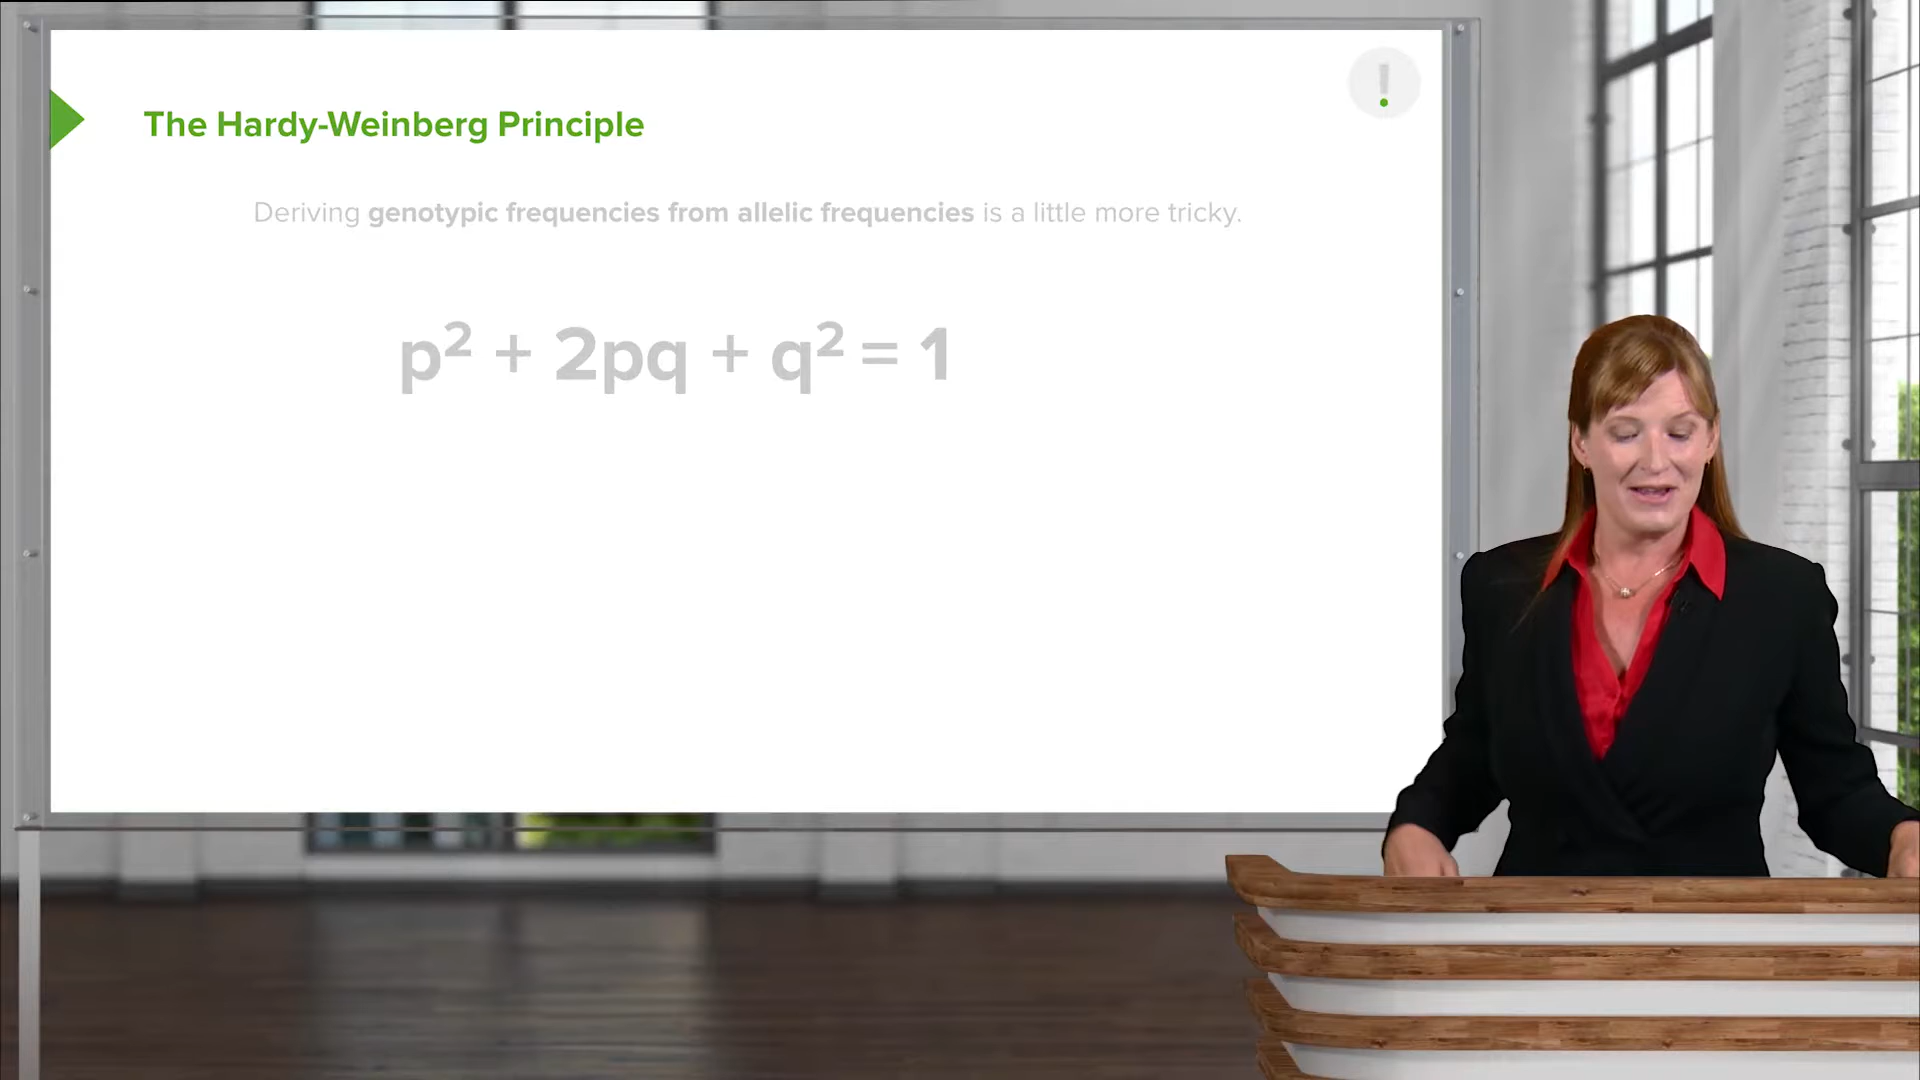 The Hardy-Weinberg Principle
!
Deriving genotypic frequencies from allelic frequencies is a little more tricky.
p² + 2pq + q² = 1